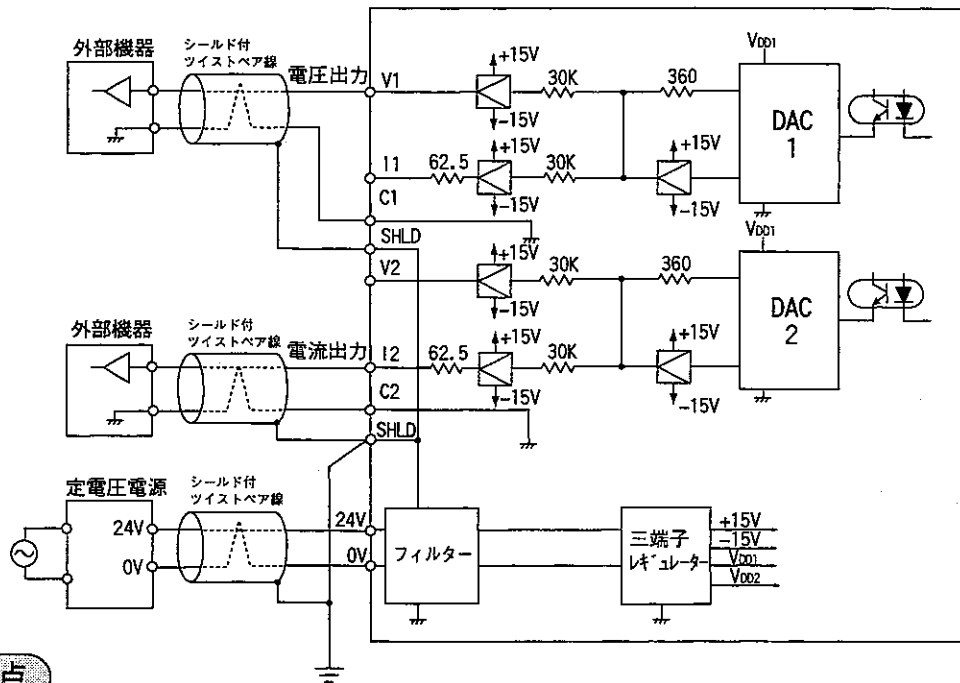 外部機器
シールド付
ツイストペア線
電圧出力
V1
+15V
-15V
30K
360
VDD1
DAC
1
I1
62.5
+15V
-15V
30K
+15V
-15V
C1
SHLD
V2
+15V
-15V
30K
360
VDD1
DAC
2
外部機器
シールド付
ツイストペア線
電流出力
I2
62.5
+15V
-15V
30K
+15V
-15V
C2
SHLD
定電圧電源
24V
0V
シールド付
ツイストペア線
24V
0V
フィルター
三端子
レギュレーター
+15V
-15V
VDD1
VDD2
点